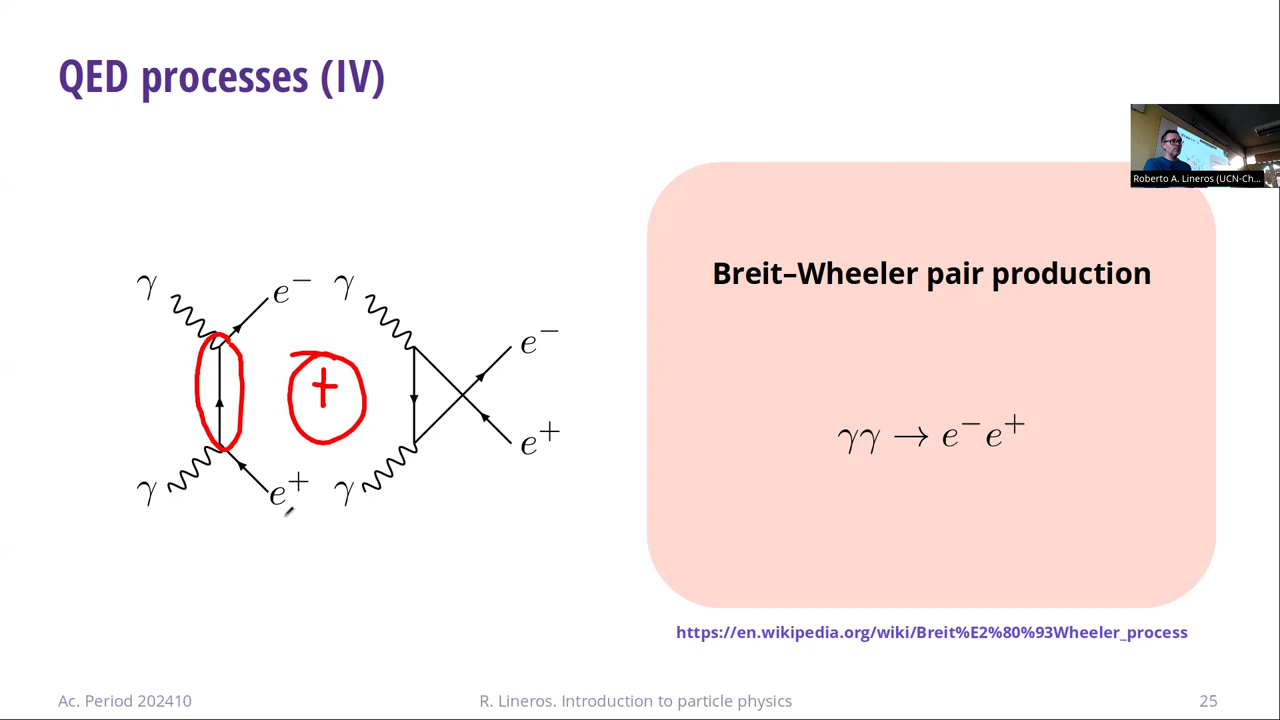 QED processes (IV)
Roberto A. Lineros (UCN-Ch...
γ e⁻ γ e⁻
+
γ e⁺ γ e⁺
Breit–Wheeler pair production
γγ → e⁻e⁺
https://en.wikipedia.org/wiki/Breit%E2%80%93Wheeler_process
Ac. Period 202410
R. Lineros. Introduction to particle physics
25